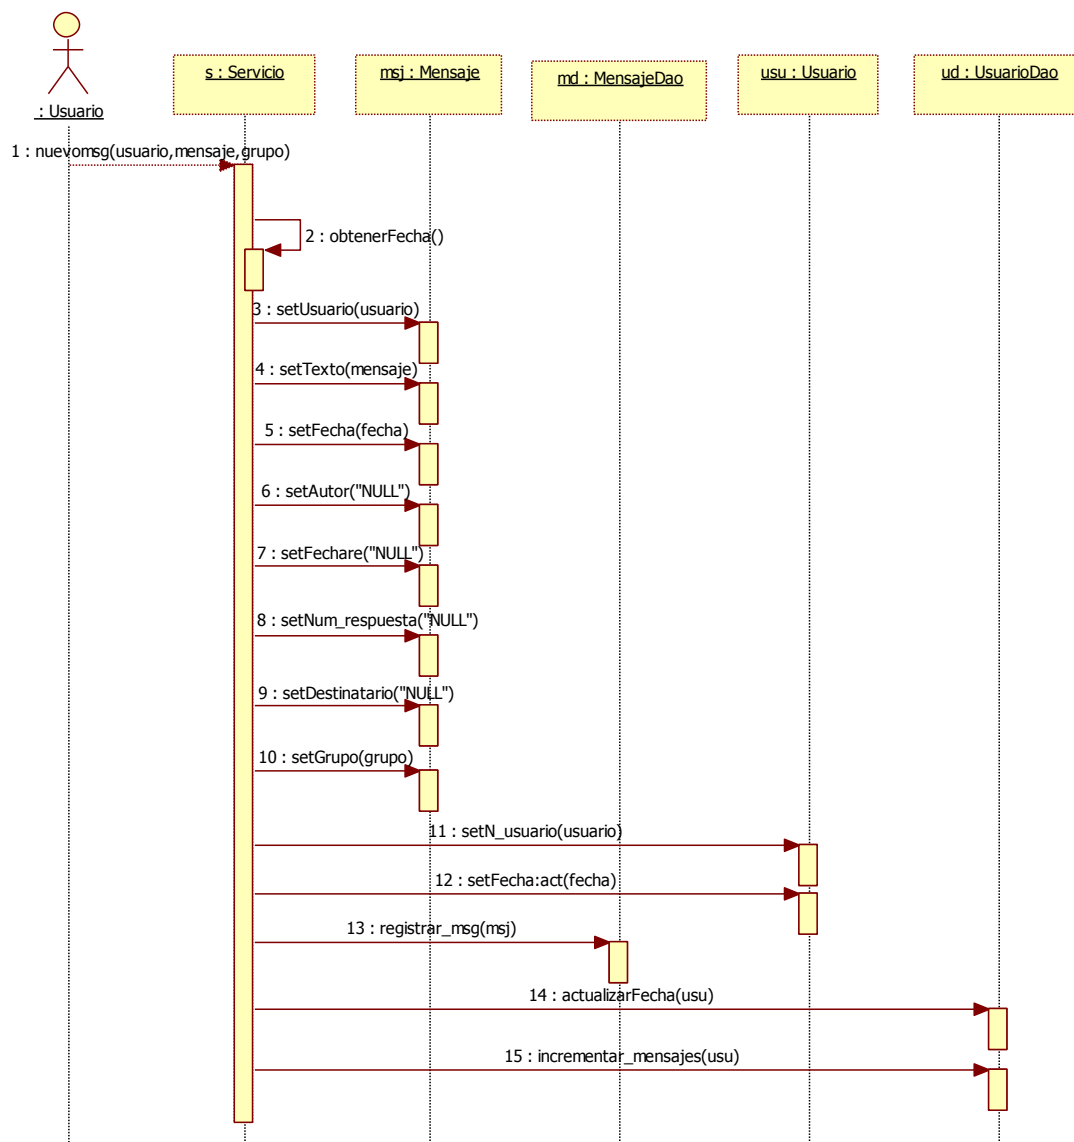 : Usuario
s : Servicio
msj : Mensaje
md : MensajeDao
usu : Usuario
ud : UsuarioDao
1 : nuevomsg(usuario,mensaje,grupo)
2 : obtenerFecha()
3 : setUsuario(usuario)
4 : setTexto(mensaje)
5 : setFecha(fecha)
6 : setAutor("NULL")
7 : setFechare("NULL")
8 : setNum_respuesta("NULL")
9 : setDestinatario("NULL")
10 : setGrupo(grupo)
11 : setN_usuario(usuario)
12 : setFecha:act(fecha)
13 : registrar_msg(msj)
14 : actualizarFecha(usu)
15 : incrementar_mensajes(usu)